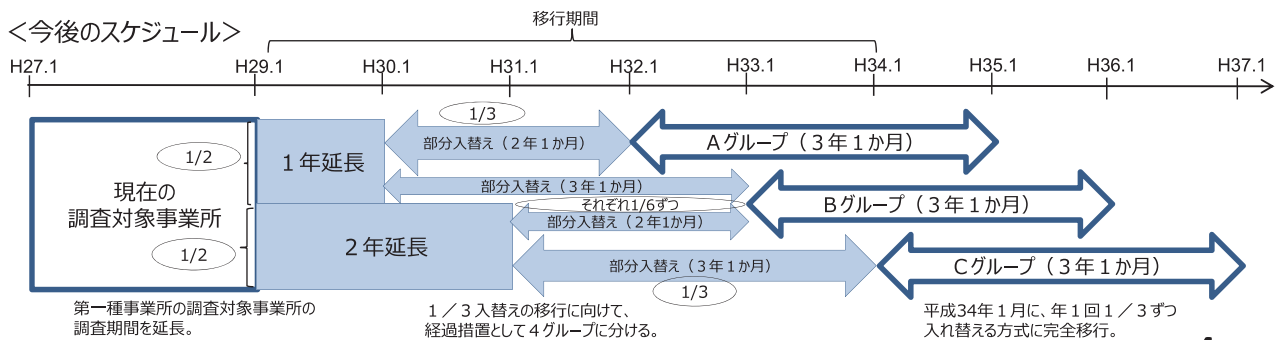 ＜今後のスケジュール＞
移行期間
H27.1
H29.1
H30.1
H31.1
H32.1
H33.1
H34.1
H35.1
H36.1
H37.1
現在の
調査対象事業所
1/2
1/2
１年延長
２年延長
1/3
部分入替え（２年１か月）
部分入替え（３年１か月）
それぞれ1/6ずつ
部分入替え（２年1か月）
部分入替え（３年１か月）
1/3
Ａグループ（３年１か月）
Ｂグループ（３年１か月）
Ｃグループ（３年１か月）
第一種事業所の調査対象事業所の
調査期間を延長。
１／３入替えの移行に向けて、
経過措置として４グループに分ける。
平成34年１月に、年１回１／３ずつ
入れ替える方式に完全移行。